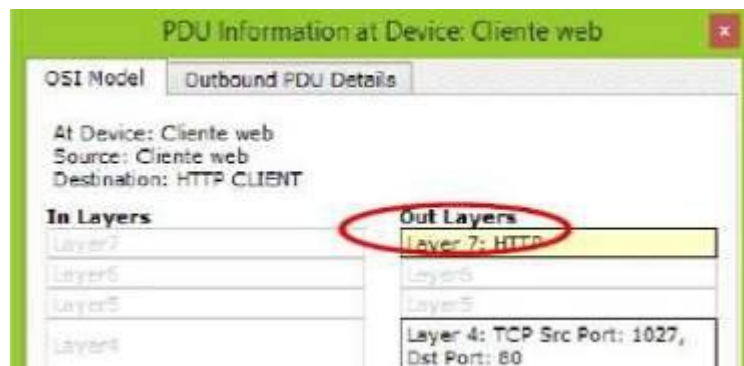 PDU Information at Device: Cliente web
OSI Model
Outbound PDU Details
At Device: Cliente web
Source: Cliente web
Destination: HTTP CLIENT
In Layers
Out Layers
Layer7
Layer 7: HTTP
Layer6
Layer6
Layer5
Layer5
Layer4
Layer 4: TCP Src Port: 1027,
Dst Port: 80